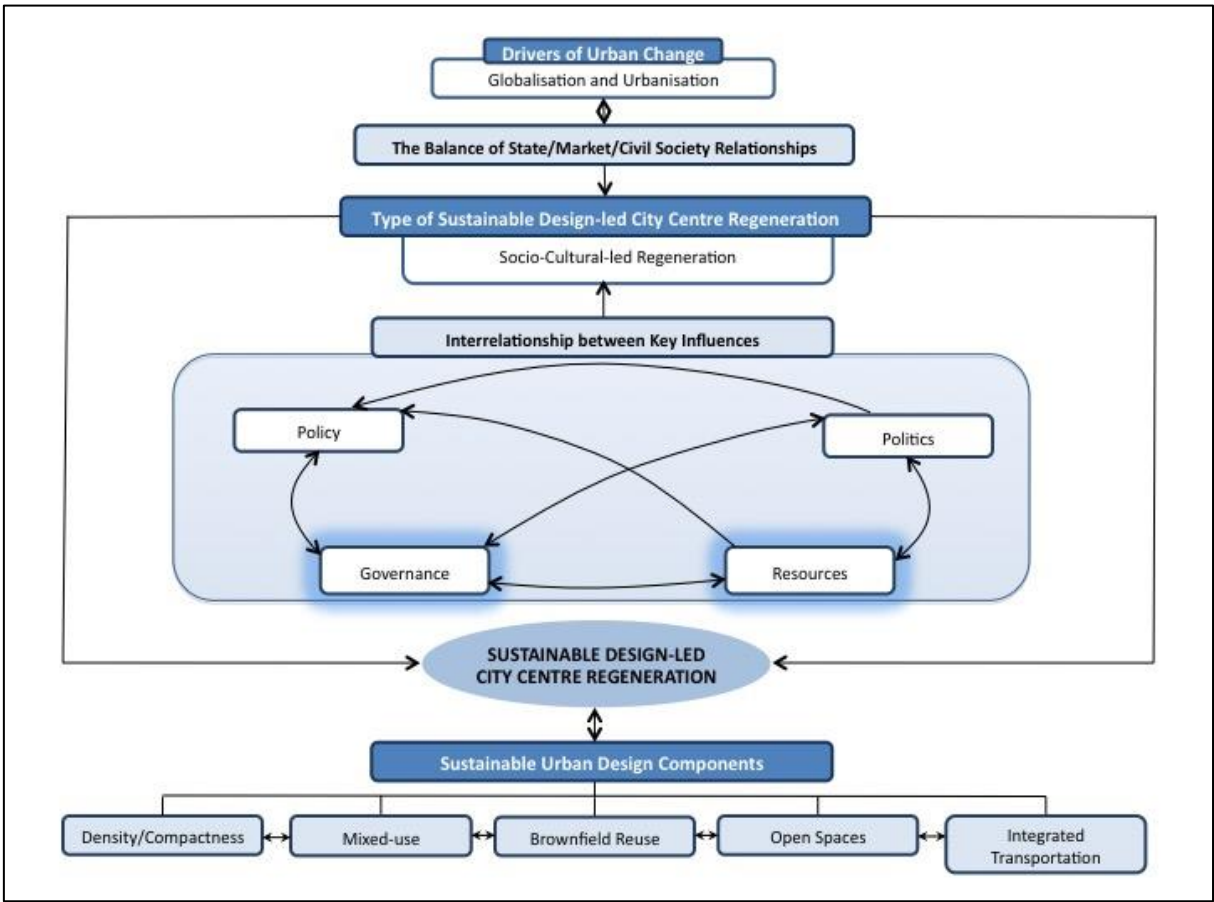 Drivers of Urban Change
Globalisation and Urbanisation
The Balance of State/Market/Civil Society Relationships
Type of Sustainable Design-led City Centre Regeneration
Socio-Cultural-led Regeneration
Interrelationship between Key Influences
Policy
Politics
Governance
Resources
SUSTAINABLE DESIGN-LED
CITY CENTRE REGENERATION
Sustainable Urban Design Components
Density/Compactness
Mixed-use
Brownfield Reuse
Open Spaces
Integrated
Transportation